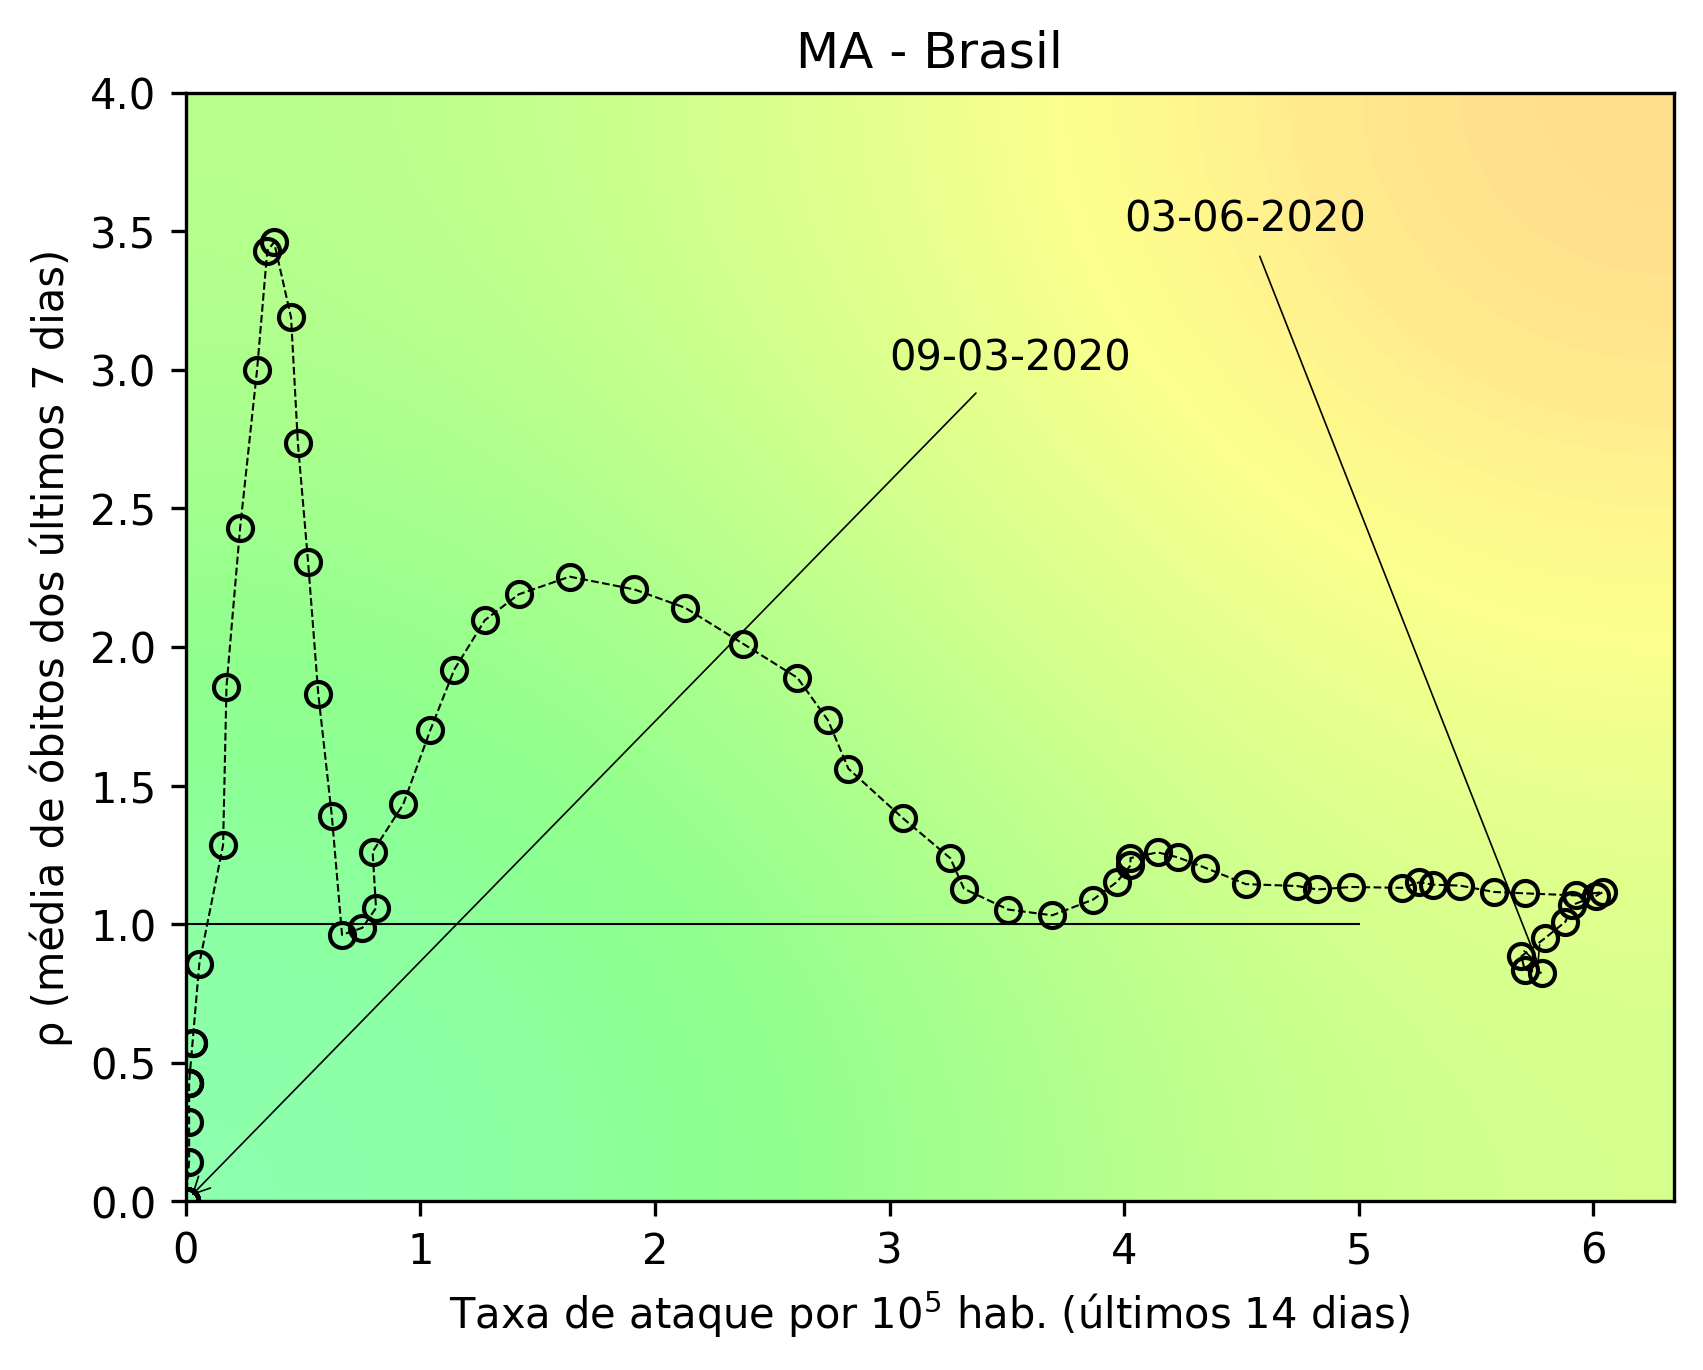 MA - Brasil
ρ (média de óbitos dos últimos 7 dias)
4.0
3.5
3.0
2.5
2.0
1.5
1.0
0.5
0.0
03-06-2020
09-03-2020
0 1 2 3 4 5 6
Taxa de ataque por 10⁵ hab. (últimos 14 dias)